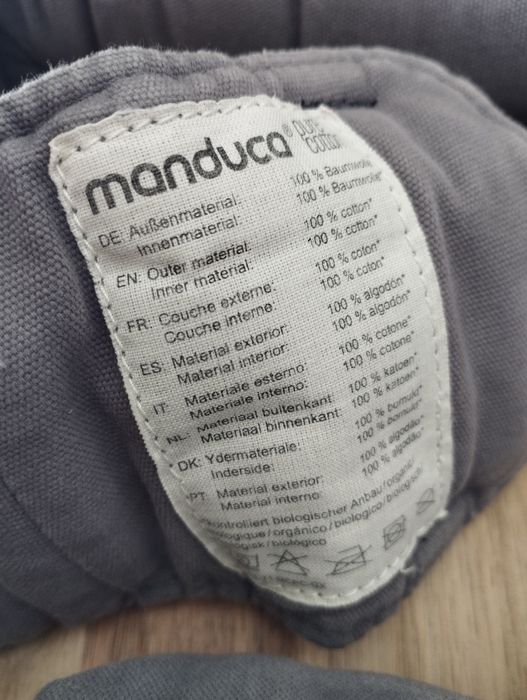 manduca® pure cotton
DE: Außenmaterial: 100 % Baumwolle*
Innenmaterial: 100 % Baumwolle*
EN: Outer material: 100 % cotton*
Inner material: 100 % cotton*
FR: Couche externe: 100 % coton*
Couche interne: 100 % coton*
ES: Material exterior: 100 % algodón*
Material interior: 100 % algodón*
IT: Materiale esterno: 100 % cotone*
Materiale interno: 100 % cotone*
NL: Materiaal buitenkant: 100 % katoen*
Materiaal binnenkant: 100 % katoen*
DK: Ydermateriale: 100 % bomuld*
Inderside: 100 % bomuld*
PT: Material exterior: 100 % algodão*
Material interno: 100 % algodão*
kontrolliert biologischer Anbau/organic/
/orgánico/biologico/biologisch/
/biológico